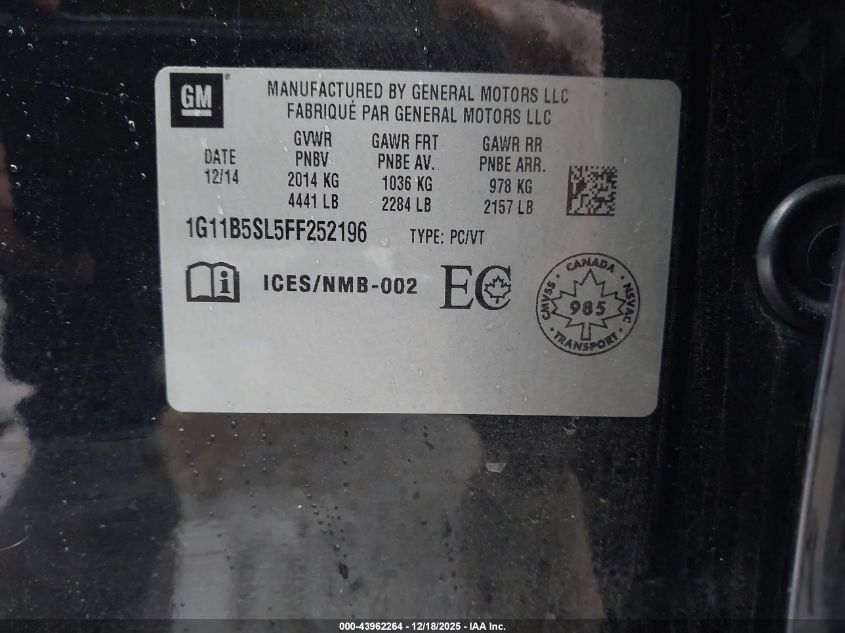 GM
MANUFACTURED BY GENERAL MOTORS LLC
FABRIQUÉ PAR GENERAL MOTORS LLC
DATE
12/14
GVWR
PNBV
2014 KG
4441 LB
GAWR FRT
PNBE AV.
1036 KG
2284 LB
GAWR RR
PNBE ARR.
978 KG
2157 LB
1G11B5SL5FF252196 TYPE: PC/VT
i ICES/NMB-002 EC
CANADA
CMVSS 985 NSVAC
TRANSPORT
000-43962264 - 12/18/2025 - IAA Inc.